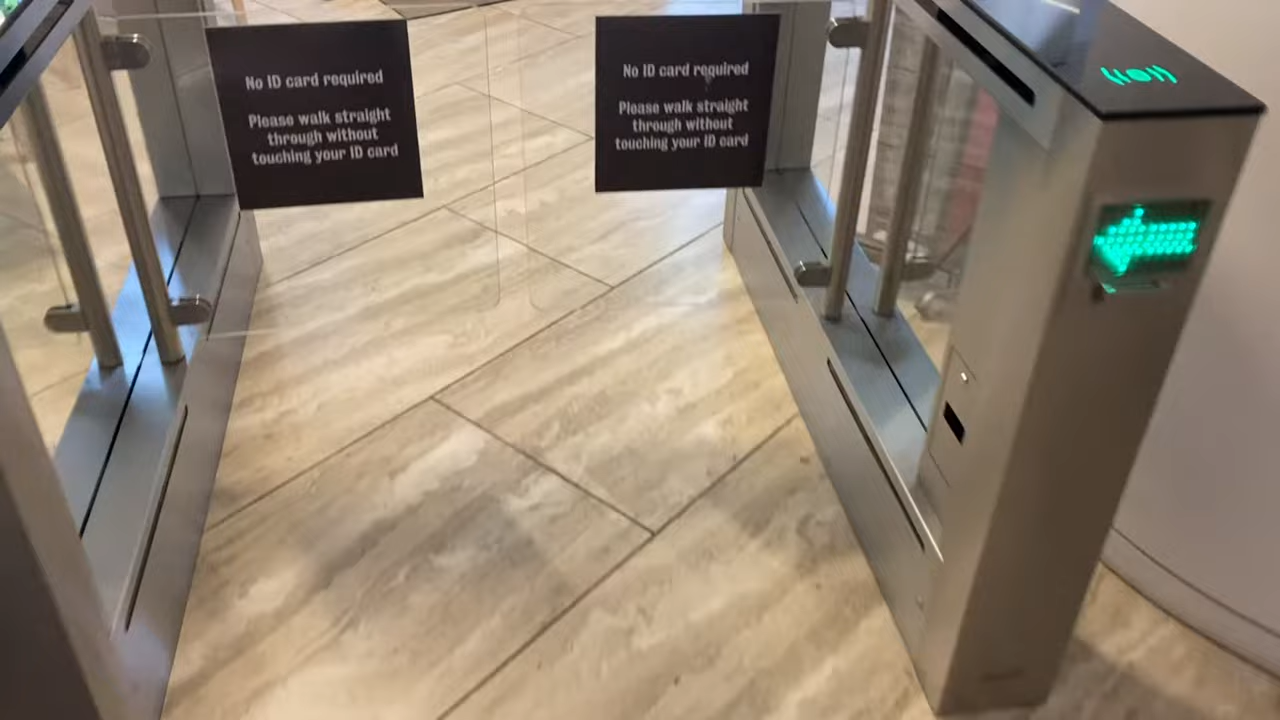 No ID card required
Please walk straight
through without
touching your ID card
No ID card required
Please walk straight
through without
touching your ID card